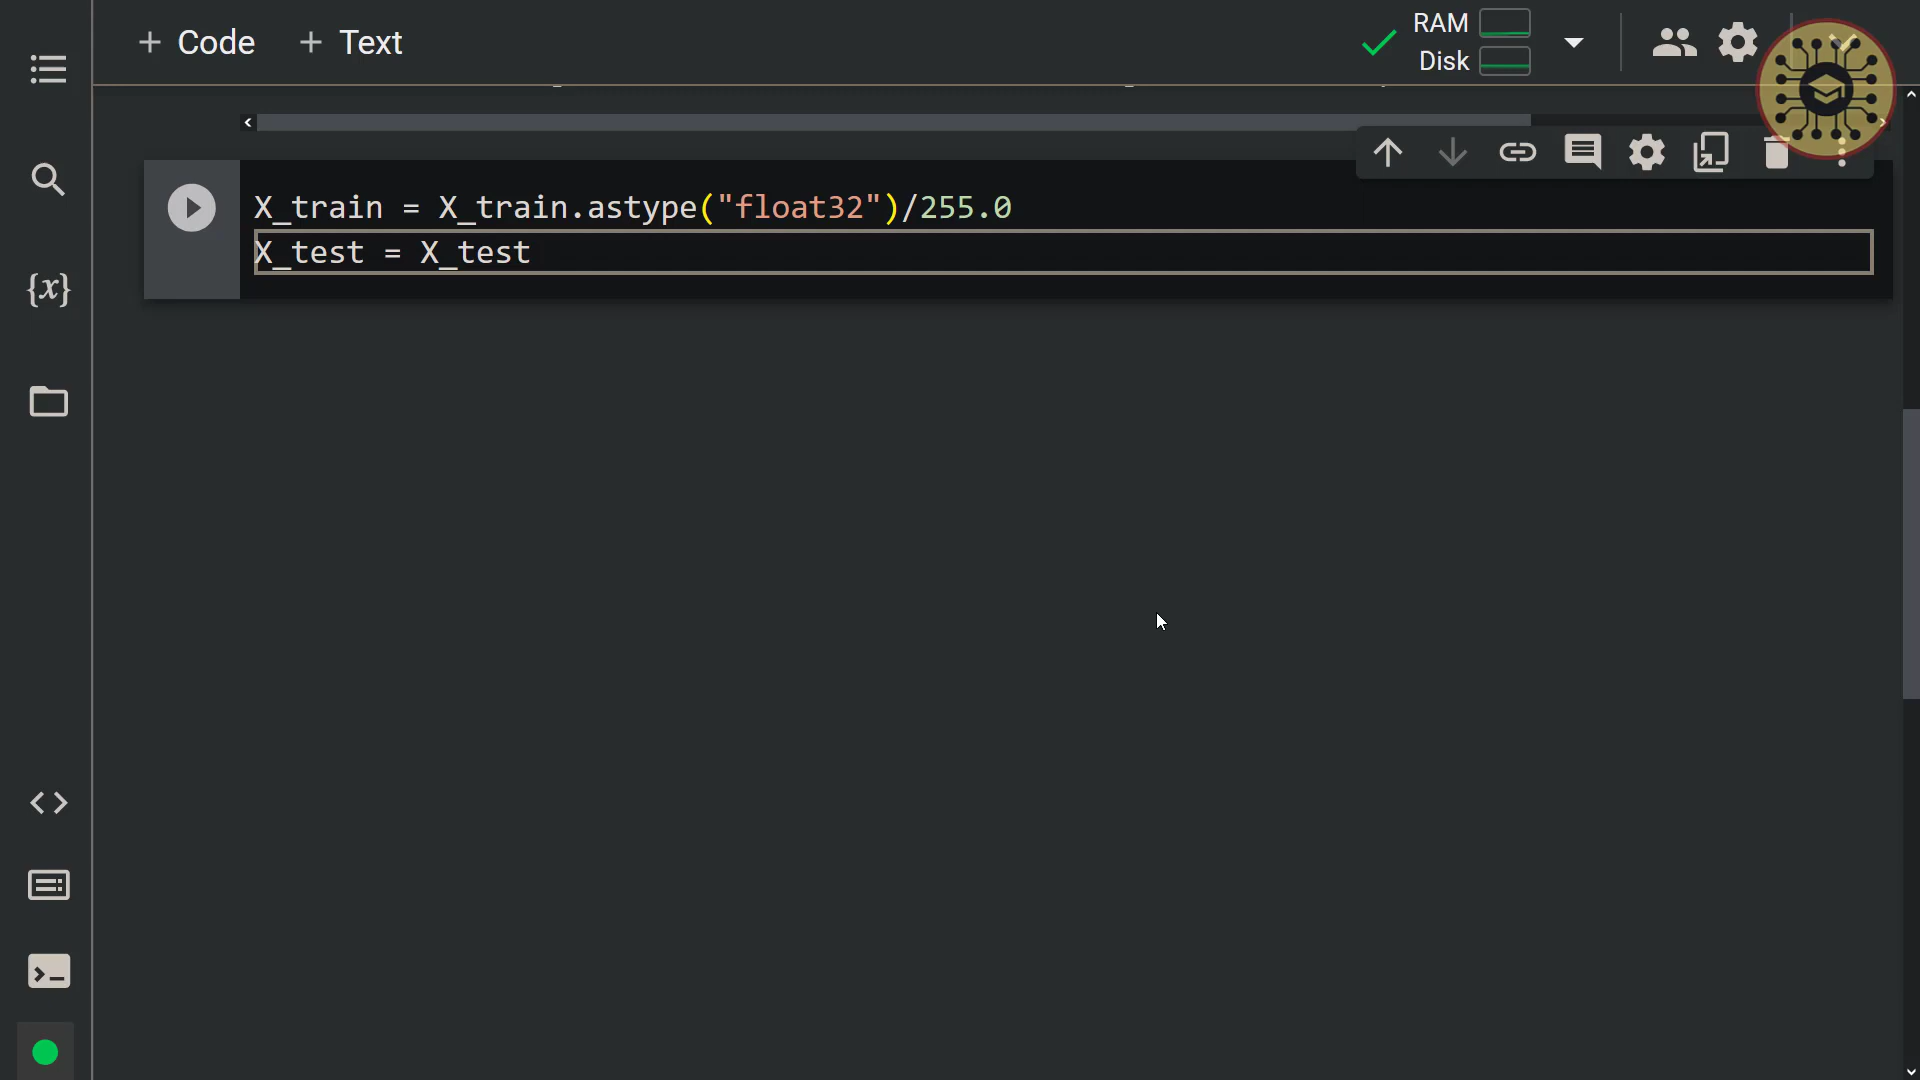 + Code + Text
RAM
Disk
X_train = X_train.astype("float32")/255.0
X_test = X_test
{x}